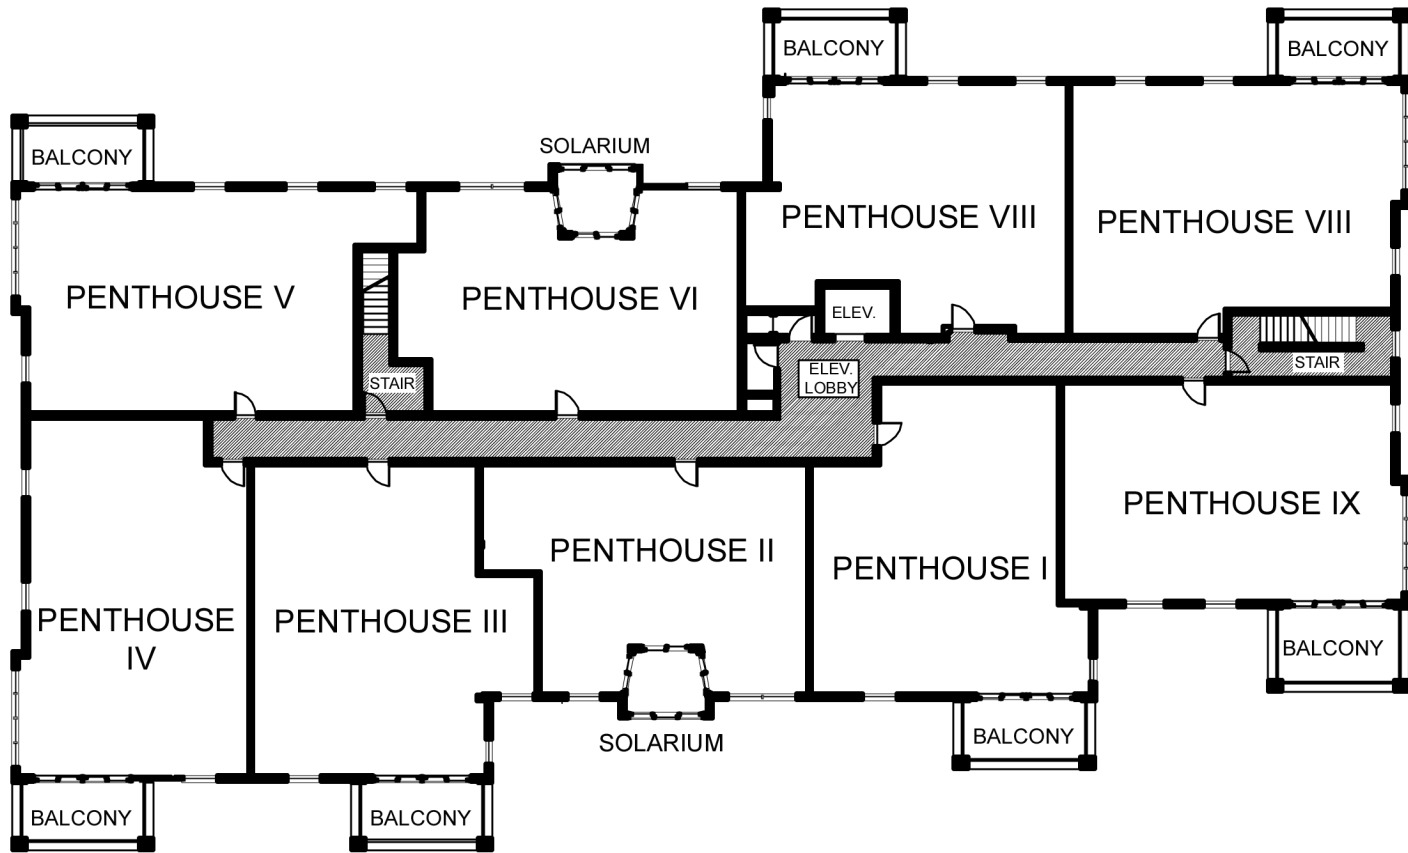 BALCONY
BALCONY
BALCONY
SOLARIUM
PENTHOUSE VIII
PENTHOUSE VIII
PENTHOUSE V
PENTHOUSE VI
ELEV.
STAIR
ELEV.
LOBBY
STAIR
PENTHOUSE IX
PENTHOUSE II
PENTHOUSE I
PENTHOUSE
IV
PENTHOUSE III
BALCONY
SOLARIUM
BALCONY
BALCONY
BALCONY